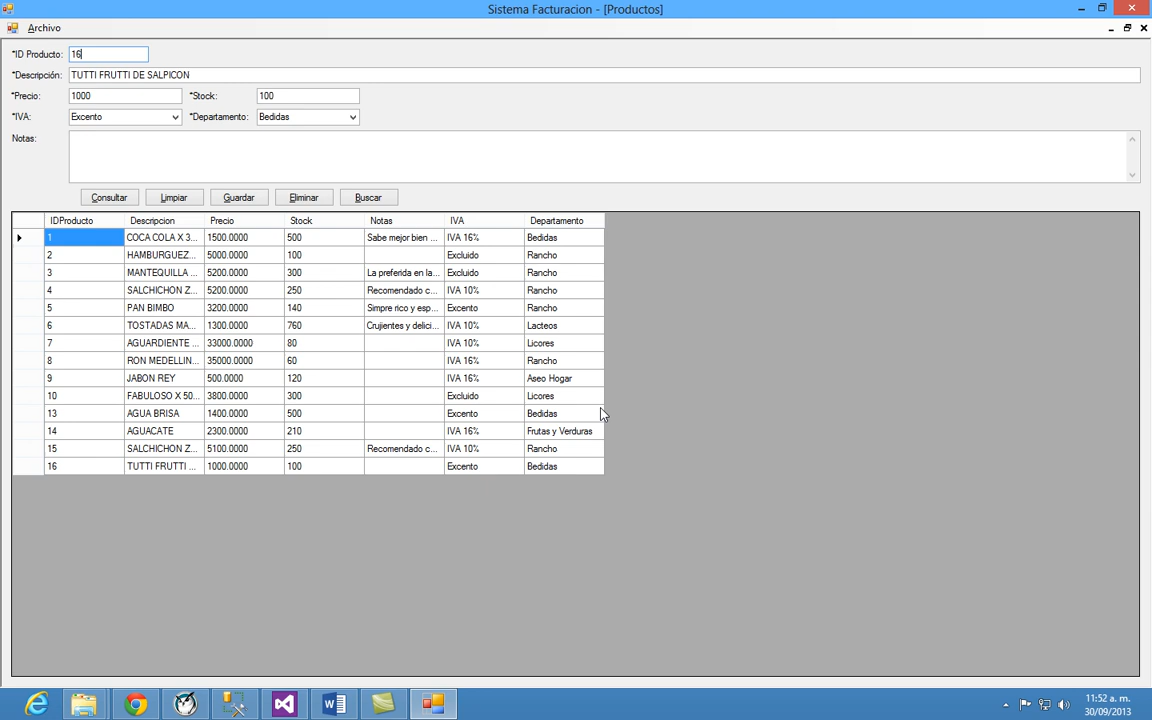 Sistema Facturacion - [Productos]
Archivo
*ID Producto: 16
*Descripción: TUTTI FRUTTI DE SALPICON
*Precio: 1000 *Stock: 100
*IVA: Excento *Departamento: Bedidas
Notas:
Consultar Limpiar Guardar Eliminar Buscar
IDProducto Descripcion Precio Stock Notas IVA Departamento
1 COCA COLA X 3... 1500.0000 500 Sabe mejor bien ... IVA 16% Bedidas
2 HAMBURGUEZ... 5000.0000 100 Excluido Rancho
3 MANTEQUILLA ... 5200.0000 300 La preferida en la... Excluido Rancho
4 SALCHICHON Z... 5200.0000 250 Recomendado c... IVA 10% Rancho
5 PAN BIMBO 3200.0000 140 Simpre rico y esp... Excento Rancho
6 TOSTADAS MA... 1300.0000 760 Crujientes y delici... IVA 10% Lacteos
7 AGUARDIENTE ... 33000.0000 80 IVA 10% Licores
8 RON MEDELLIN... 35000.0000 60 IVA 16% Rancho
9 JABON REY 500.0000 120 IVA 16% Aseo Hogar
10 FABULOSO X 50... 3800.0000 300 Excluido Licores
13 AGUA BRISA 1400.0000 500 Excento Bedidas
14 AGUACATE 2300.0000 210 IVA 16% Frutas y Verduras
15 SALCHICHON Z... 5100.0000 250 Recomendado c... IVA 10% Rancho
16 TUTTI FRUTTI ... 1000.0000 100 Excento Bedidas
11:52 a. m.
30/09/2013